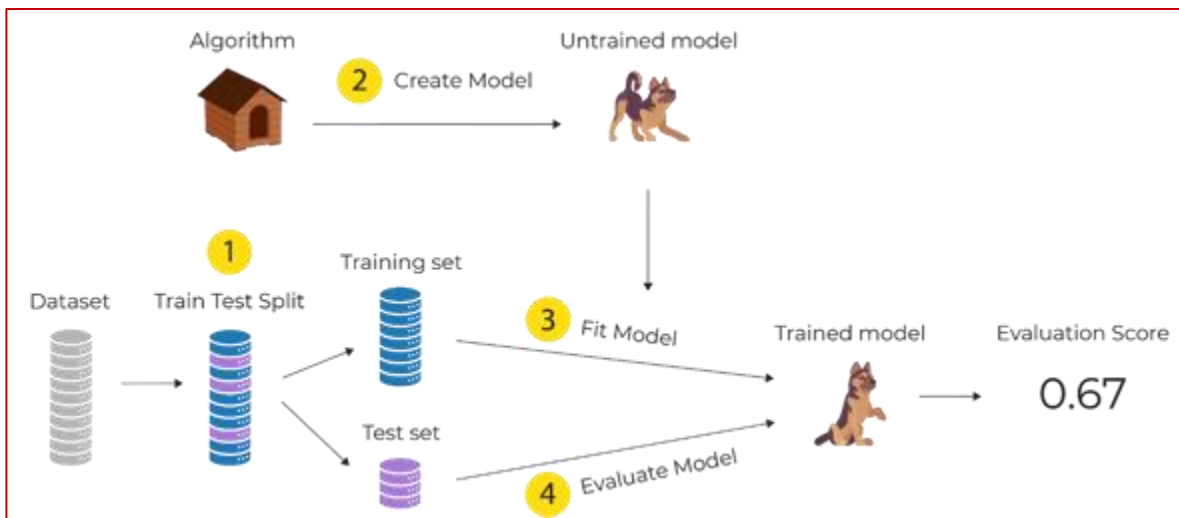 Algorithm
Untrained model
2 Create Model
1
Training set
Dataset
Train Test Split
3 Fit Model
Trained model
Evaluation Score
0.67
Test set
4 Evaluate Model